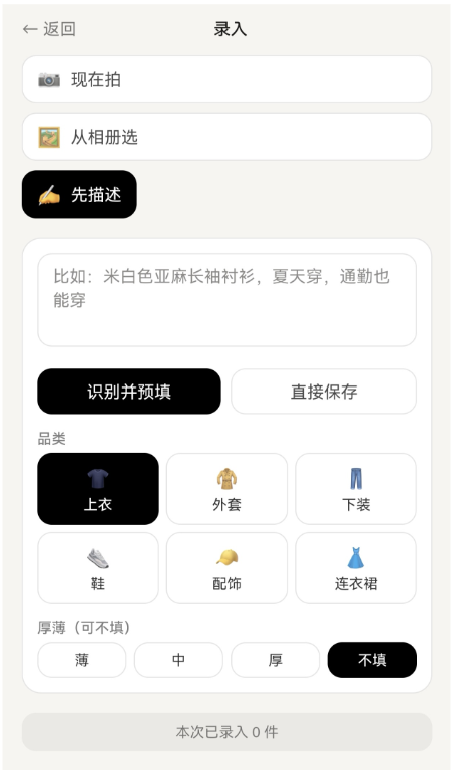 ← 返回
录入
现在拍
从相册选
先描述
比如：米白色亚麻长袖衬衫，夏天穿，通勤也
能穿
识别并预填
直接保存
品类
上衣
外套
下装
鞋
配饰
连衣裙
厚薄（可不填）
薄
中
厚
不填
本次已录入 0 件